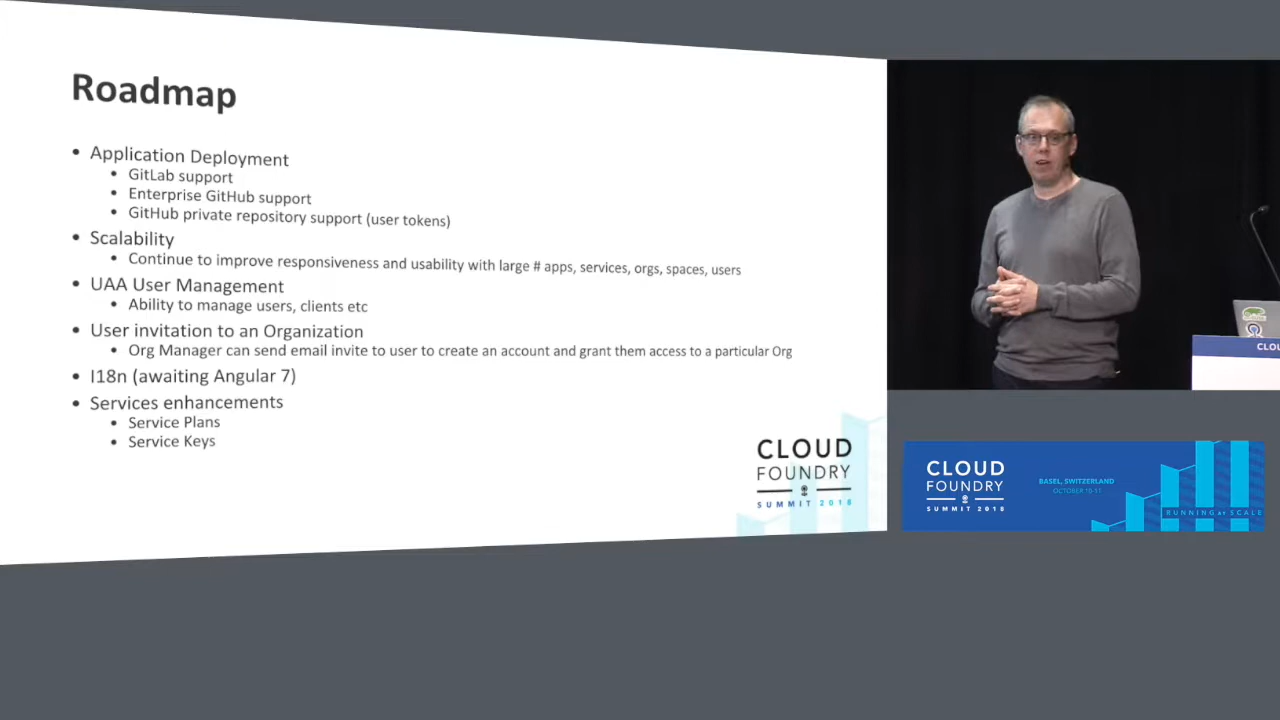 Roadmap
• Application Deployment
• GitLab support
• Enterprise GitHub support
• GitHub private repository support (user tokens)
• Scalability
• Continue to improve responsiveness and usability with large # apps, services, orgs, spaces, users
• UAA User Management
• Ability to manage users, clients etc
• User invitation to an Organization
• Org Manager can send email invite to user to create an account and grant them access to a particular Org
• I18n (awaiting Angular 7)
• Services enhancements
• Service Plans
• Service Keys
CLOUD
FOUNDRY
SUMMIT 2018
CLOU
CLOUD
FOUNDRY
SUMMIT 2018
BASEL, SWITZERLAND
OCTOBER 10-11
RUNNING AT SCALE